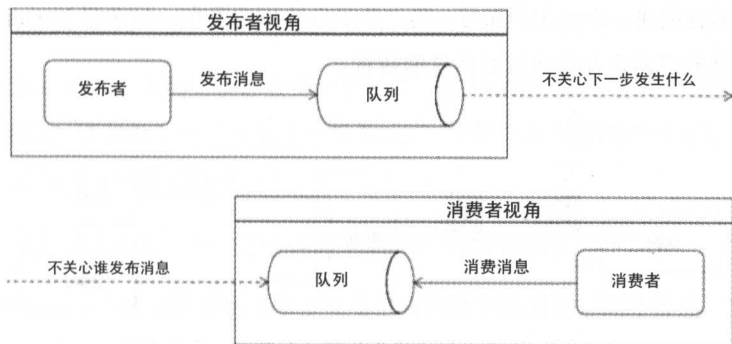 发布者视角
发布者
发布消息
队列
不关心下一步发生什么
消费者视角
不关心谁发布消息
队列
消费消息
消费者